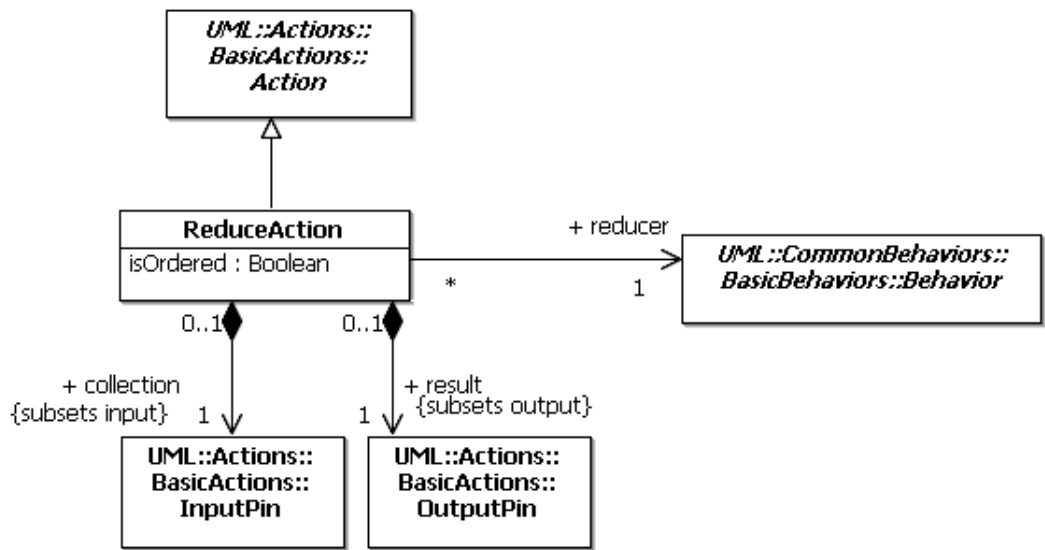 UML::Actions::
BasicActions::
Action
ReduceAction
isOrdered : Boolean
+ reducer
*
1
UML::CommonBehaviors::
BasicBehaviors::Behavior
0..1
0..1
+ collection
{subsets input}
1
+ result
{subsets output}
1
UML::Actions::
BasicActions::
InputPin
UML::Actions::
BasicActions::
OutputPin